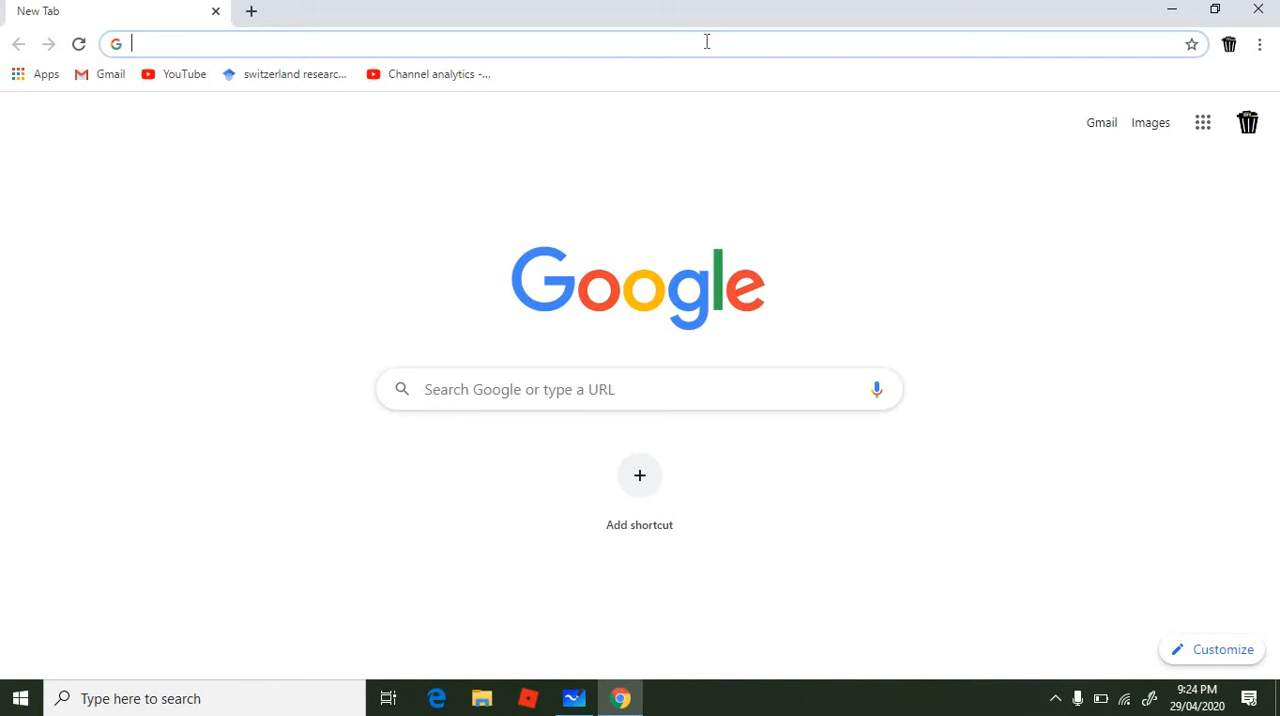 New Tab
Apps
Gmail
YouTube
switzerland researc...
Channel analytics -...
Gmail
Images
Google
Search Google or type a URL
Add shortcut
Customize
Type here to search
9:24 PM
29/04/2020